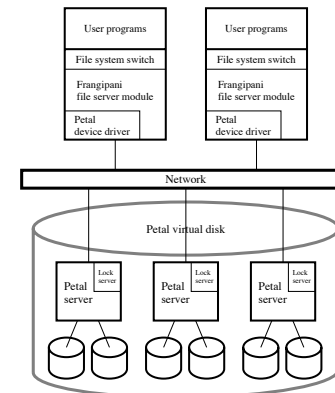 User programs
File system switch
Frangipani
file server module
Petal
device driver
User programs
File system switch
Frangipani
file server module
Petal
device driver
Network
Petal virtual disk
Lock
server
Petal
server
Lock
server
Petal
server
Lock
server
Petal
server